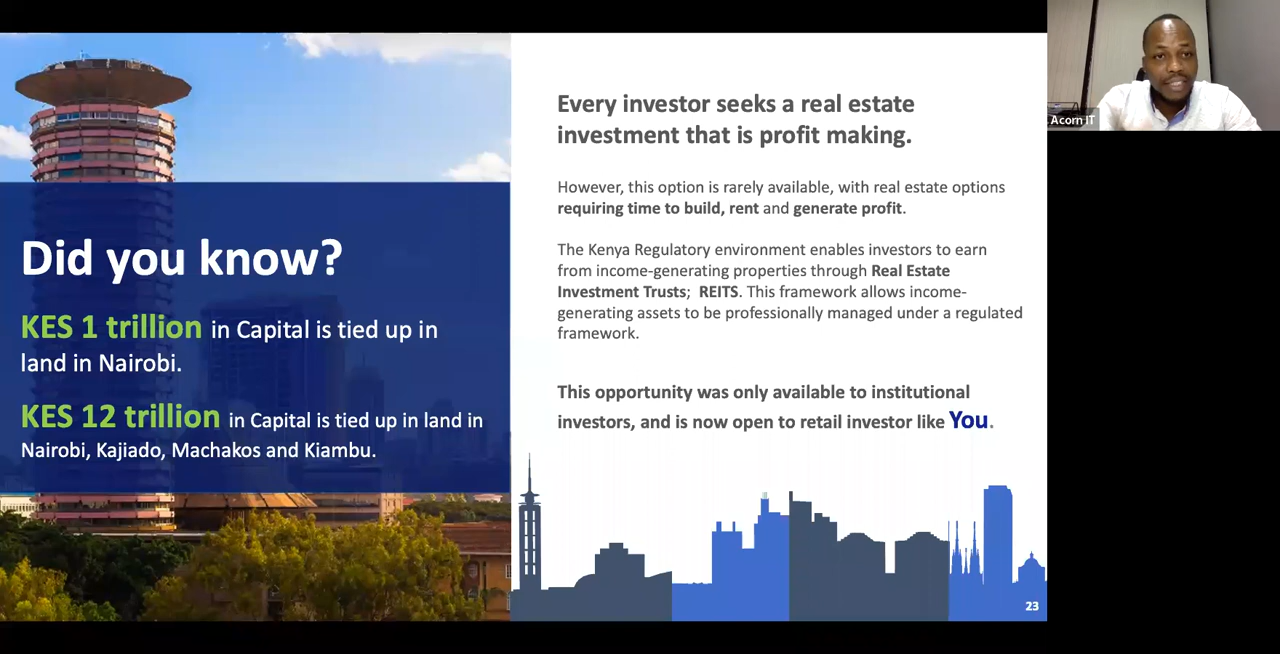 Did you know?
KES 1 trillion in Capital is tied up in
land in Nairobi.
KES 12 trillion in Capital is tied up in land in
Nairobi, Kajiado, Machakos and Kiambu.
Every investor seeks a real estate
investment that is profit making.
However, this option is rarely available, with real estate options
requiring time to build, rent and generate profit.
The Kenya Regulatory environment enables investors to earn
from income-generating properties through Real Estate
Investment Trusts; REITS. This framework allows income-
generating assets to be professionally managed under a regulated
framework.
This opportunity was only available to institutional
investors, and is now open to retail investor like You.
23
Acorn IT